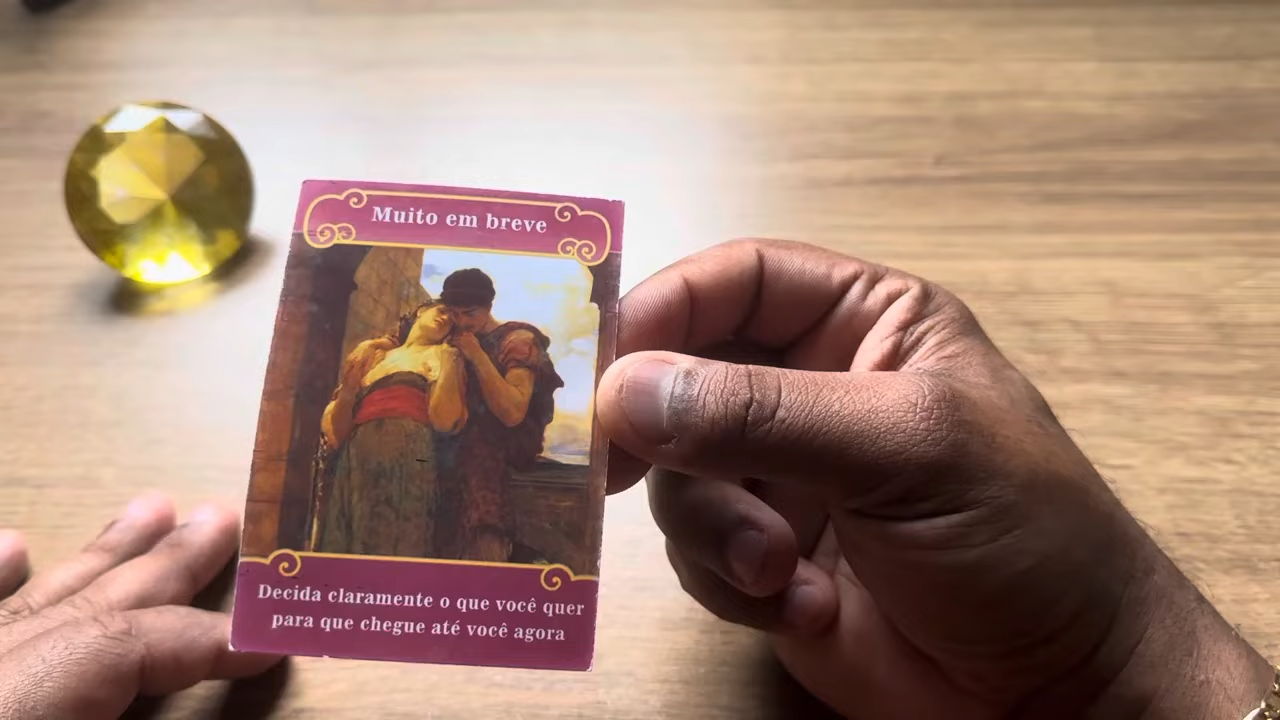 Muito em breve
Decida claramente o que você quer
para que chegue até você agora